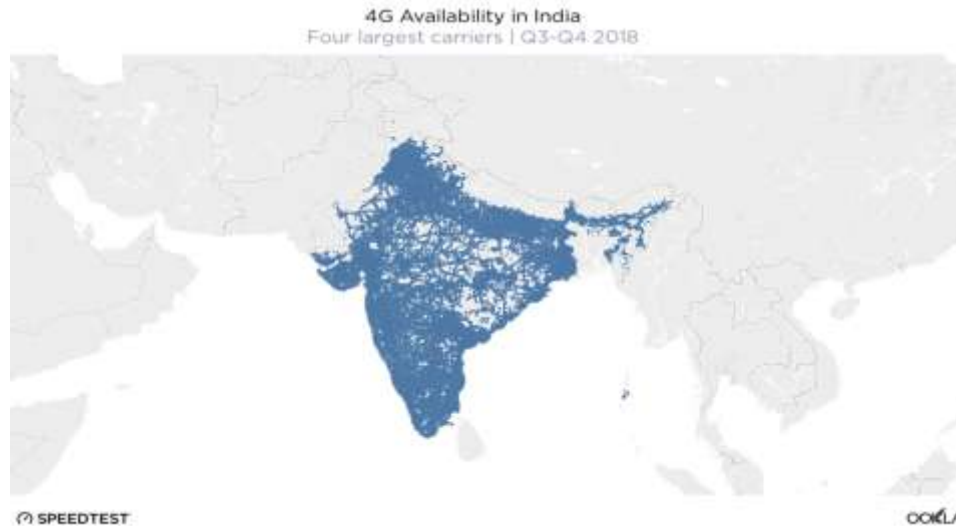 4G Availability in India
Four largest carriers | Q3-Q4 2018
SPEEDTEST
OOKLA